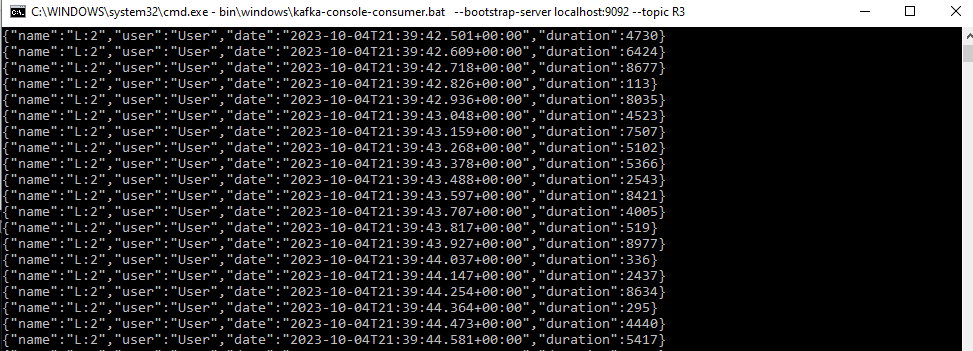 C:\WINDOWS\system32\cmd.exe - bin\windows\kafka-console-consumer.bat --bootstrap-server localhost:9092 --topic R3
{"name":"L:2","user":"User","date":"2023-10-04T21:39:42.501+00:00","duration":4730}
{"name":"L:2","user":"User","date":"2023-10-04T21:39:42.609+00:00","duration":6424}
{"name":"L:2","user":"User","date":"2023-10-04T21:39:42.718+00:00","duration":8677}
{"name":"L:2","user":"User","date":"2023-10-04T21:39:42.826+00:00","duration":113}
{"name":"L:2","user":"User","date":"2023-10-04T21:39:42.936+00:00","duration":8035}
{"name":"L:2","user":"User","date":"2023-10-04T21:39:43.048+00:00","duration":4523}
{"name":"L:2","user":"User","date":"2023-10-04T21:39:43.159+00:00","duration":7507}
{"name":"L:2","user":"User","date":"2023-10-04T21:39:43.268+00:00","duration":5102}
{"name":"L:2","user":"User","date":"2023-10-04T21:39:43.378+00:00","duration":5366}
{"name":"L:2","user":"User","date":"2023-10-04T21:39:43.488+00:00","duration":2543}
{"name":"L:2","user":"User","date":"2023-10-04T21:39:43.597+00:00","duration":8421}
{"name":"L:2","user":"User","date":"2023-10-04T21:39:43.707+00:00","duration":4005}
{"name":"L:2","user":"User","date":"2023-10-04T21:39:43.817+00:00","duration":519}
{"name":"L:2","user":"User","date":"2023-10-04T21:39:43.927+00:00","duration":8977}
{"name":"L:2","user":"User","date":"2023-10-04T21:39:44.037+00:00","duration":336}
{"name":"L:2","user":"User","date":"2023-10-04T21:39:44.147+00:00","duration":2437}
{"name":"L:2","user":"User","date":"2023-10-04T21:39:44.254+00:00","duration":8634}
{"name":"L:2","user":"User","date":"2023-10-04T21:39:44.364+00:00","duration":295}
{"name":"L:2","user":"User","date":"2023-10-04T21:39:44.473+00:00","duration":4440}
{"name":"L:2","user":"User","date":"2023-10-04T21:39:44.581+00:00","duration":5417}